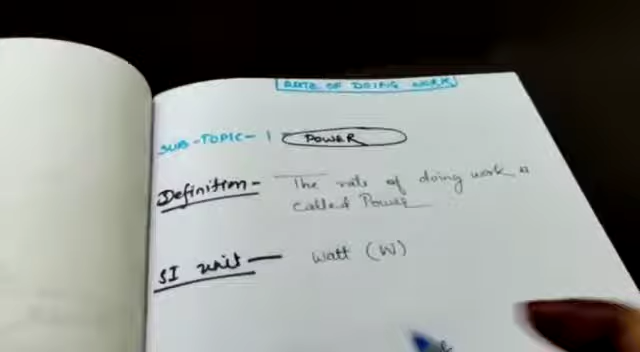 RATE OF DOING WORK
SUB-TOPIC-1 POWER
Definition- The rate of doing work is
called Power
SI unit- Watt (W)